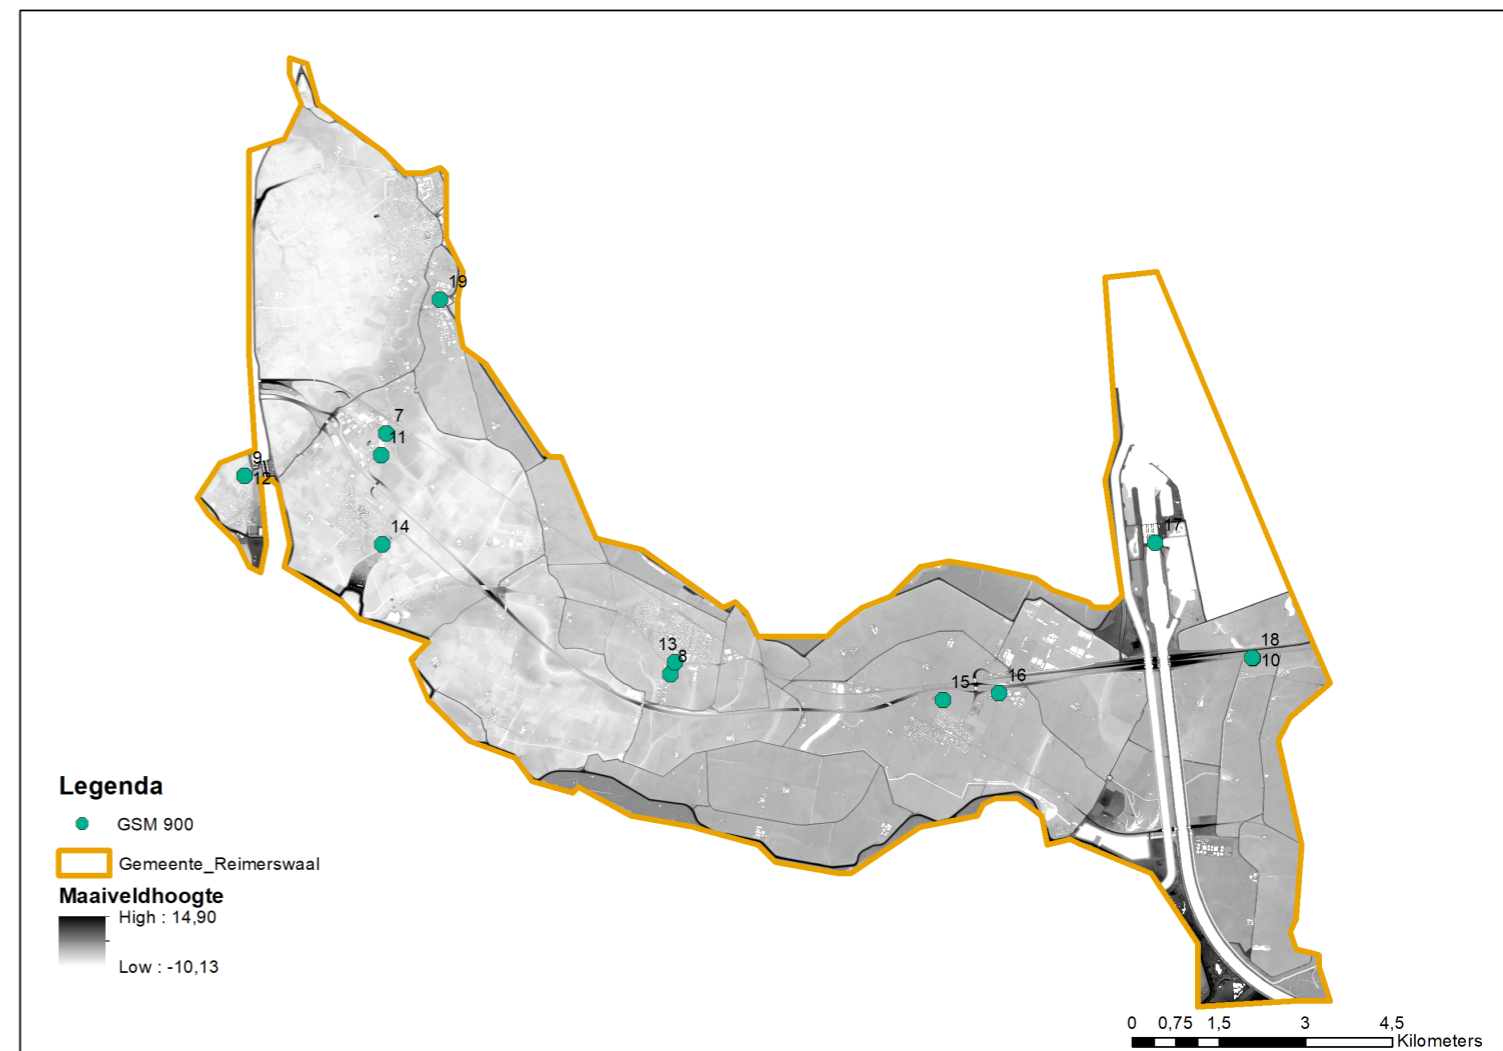 19
7
11
9
12
14
13
8
15
16
17
18
10
Legenda
GSM 900
Gemeente_Reimerswaal
Maaiveldhoogte
High : 14,90
Low : -10,13
0 0,75 1,5 3 4,5
Kilometers